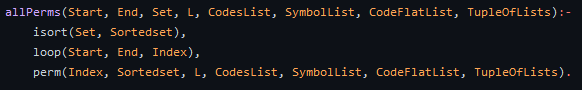 allPerms(Start, End, Set, L, CodesList, SymbolList, CodeFlatList, TupleOfLists):-
isort(Set, Sortedset),
loop(Start, End, Index),
perm(Index, Sortedset, L, CodesList, SymbolList, CodeFlatList, TupleOfLists).